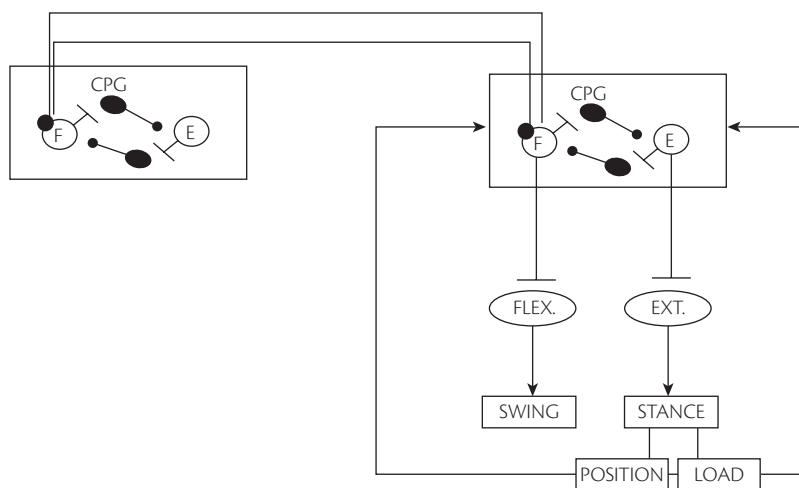 CPG
F
E
CPG
F
E
FLEX.
EXT.
SWING
STANCE
POSITION
LOAD